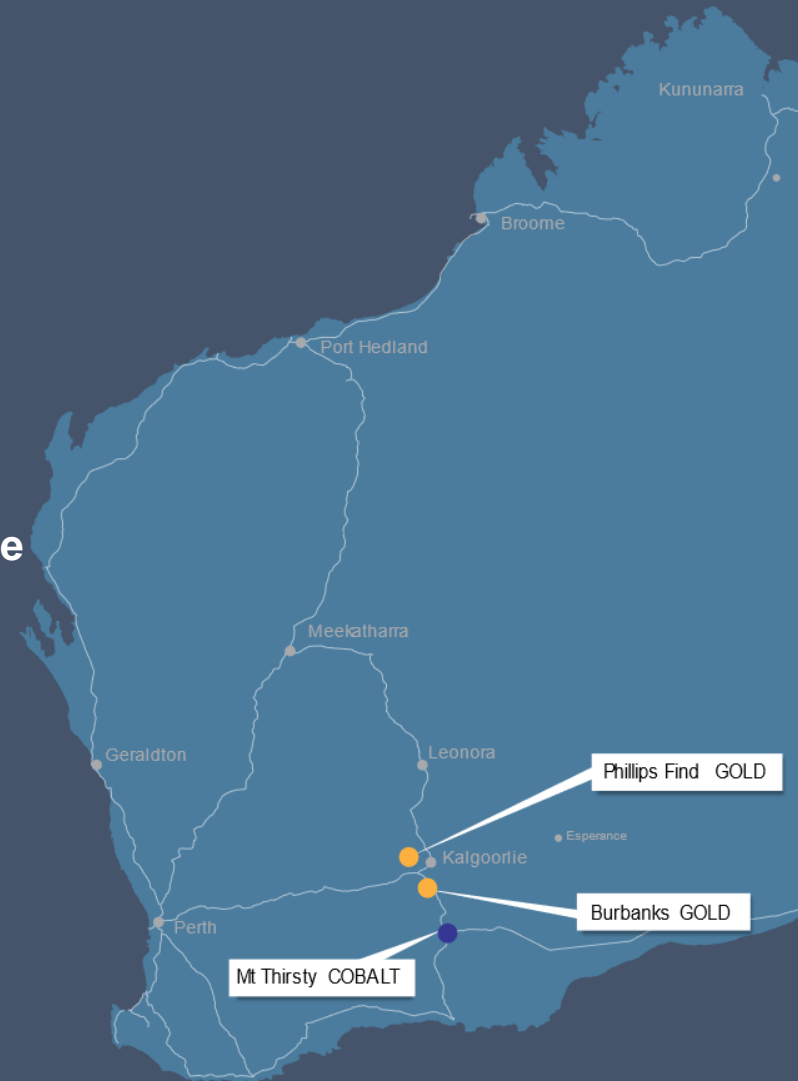 Kununarra
Broome
Port Hedland
e
Meekatharra
Geraldton
Leonora
Phillips Find GOLD
Esperance
Kalgoorlie
Burbanks GOLD
Perth
Mt Thirsty COBALT